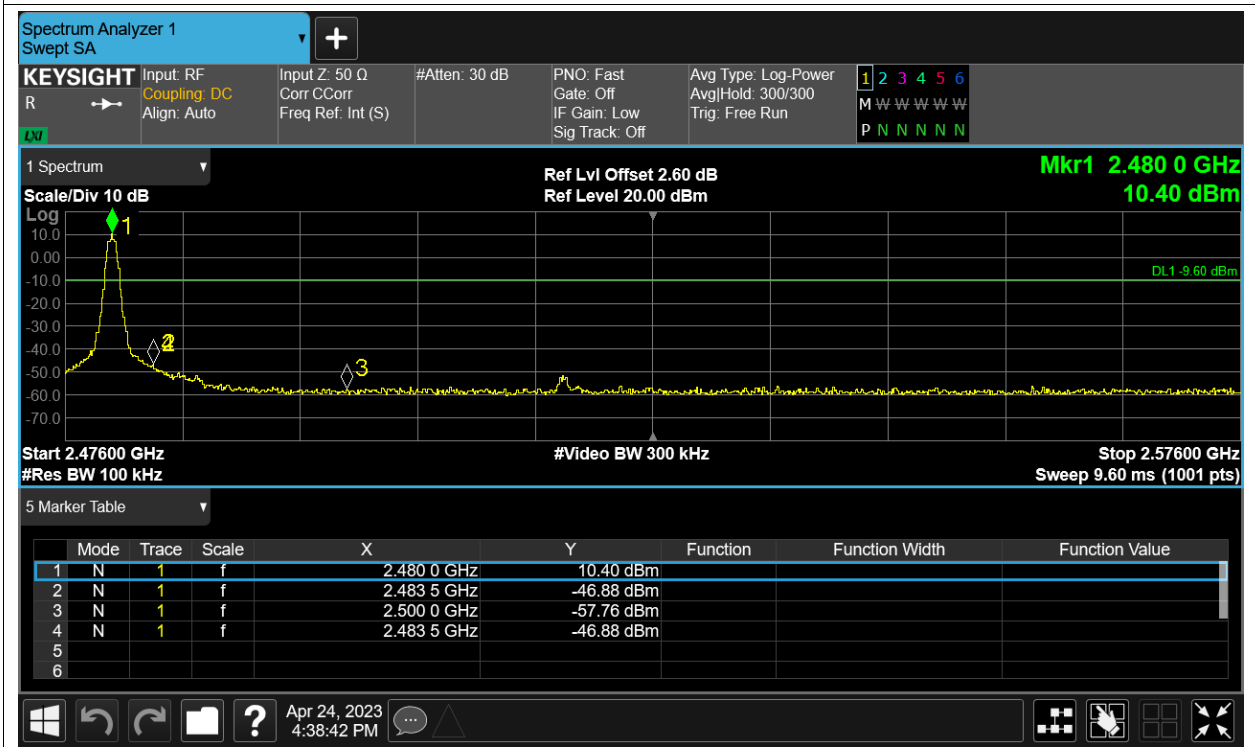 Spectrum Analyzer 1
Swept SA
KEYSIGHT Input: RF Input Z: 50 Ω #Atten: 30 dB PNO: Fast Avg Type: Log-Power 1 2 3 4 5 6
R Coupling: DC Corr CCorr Gate: Off Avg|Hold: 300/300 M W W W W W
Align: Auto Freq Ref: Int (S) IF Gain: Low Trig: Free Run
LXI Sig Track: Off P N N N N N
1 Spectrum Ref Lvl Offset 2.60 dB Mkr1 2.480 0 GHz
Scale/Div 10 dB Ref Level 20.00 dBm 10.40 dBm
Log
1
10.0
0.00
DL1 -9.60 dBm
-10.0
-20.0
-30.0
2
-40.0
3
-50.0
-60.0
-70.0
Start 2.47600 GHz #Video BW 300 kHz Stop 2.57600 GHz
#Res BW 100 kHz Sweep 9.60 ms (1001 pts)
5 Marker Table
Mode Trace Scale X Y Function Function Width Function Value
1 N 1 f 2.480 0 GHz 10.40 dBm
2 N 1 f 2.483 5 GHz -46.88 dBm
3 N 1 f 2.500 0 GHz -57.76 dBm
4 N 1 f 2.483 5 GHz -46.88 dBm
5
6
? Apr 24, 2023
4:38:42 PM